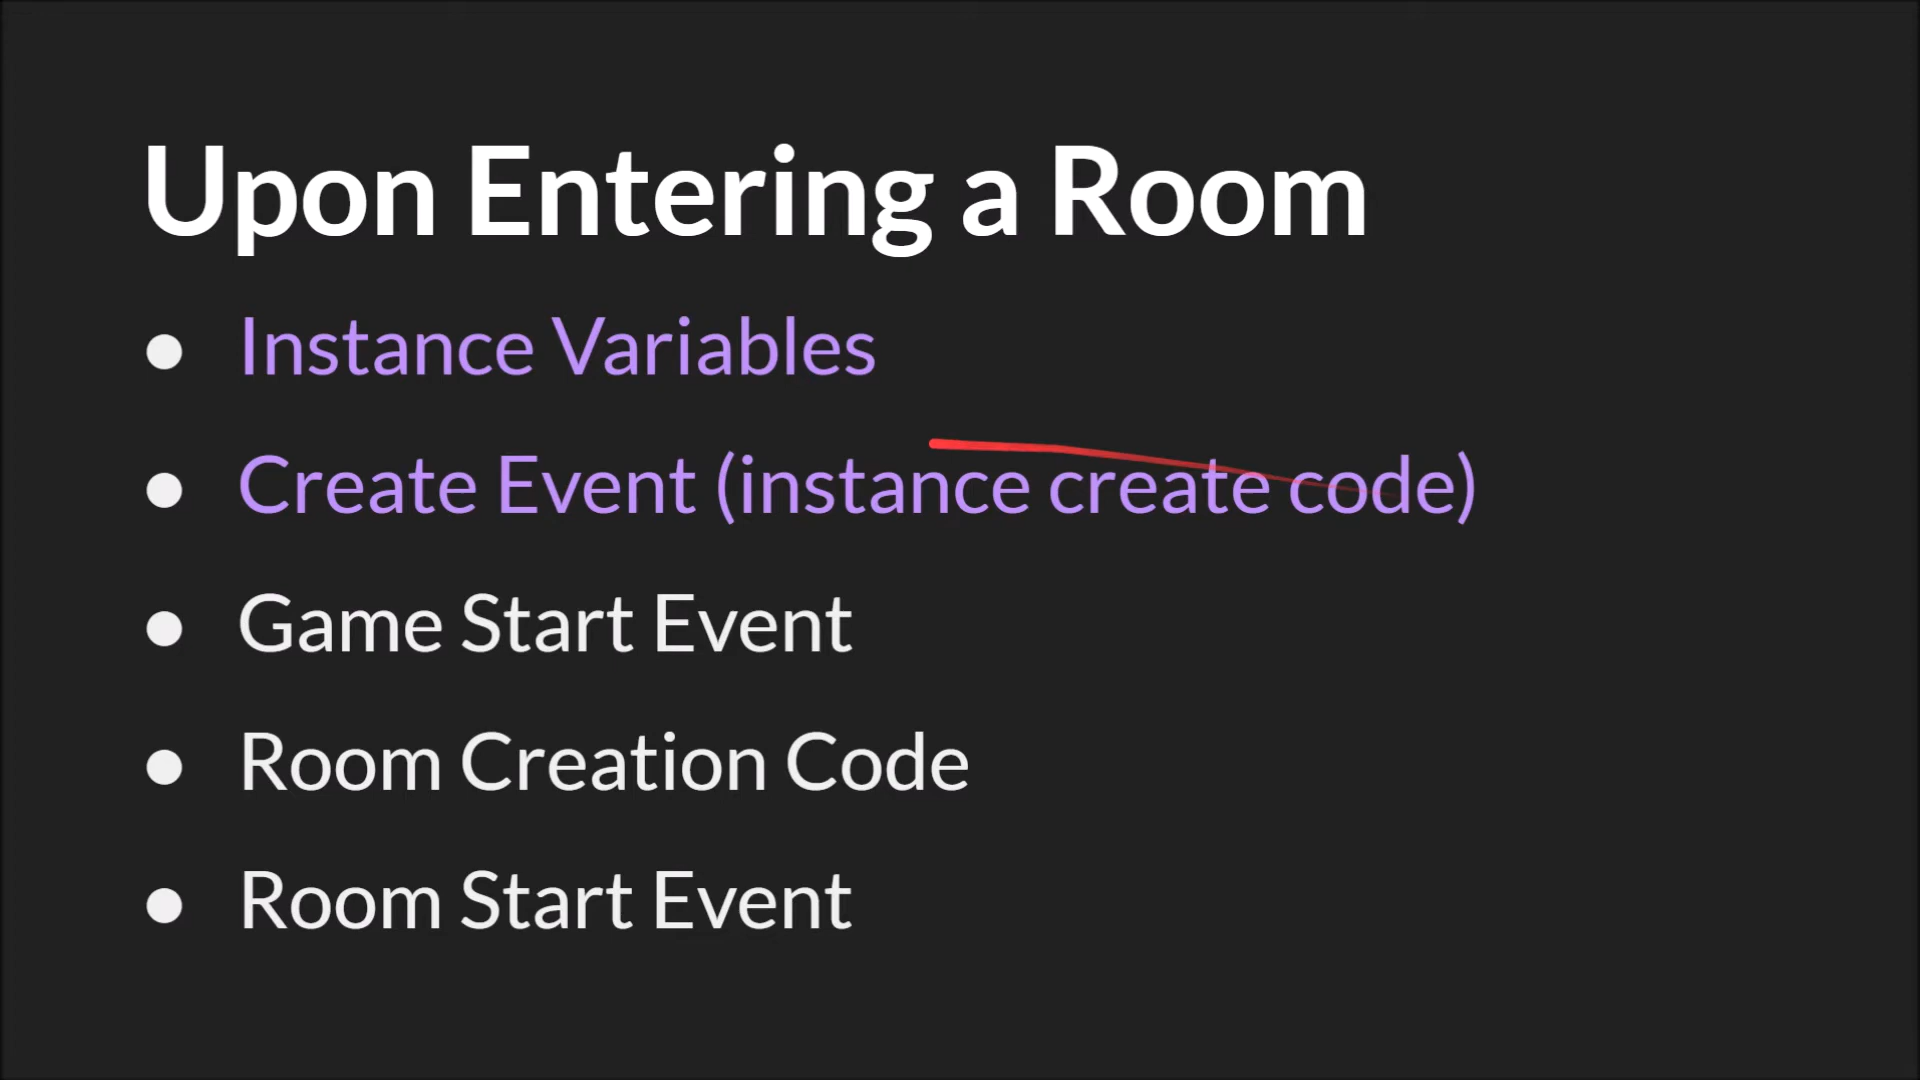 Upon Entering a Room
● Instance Variables
● Create Event (instance create code)
● Game Start Event
● Room Creation Code
● Room Start Event